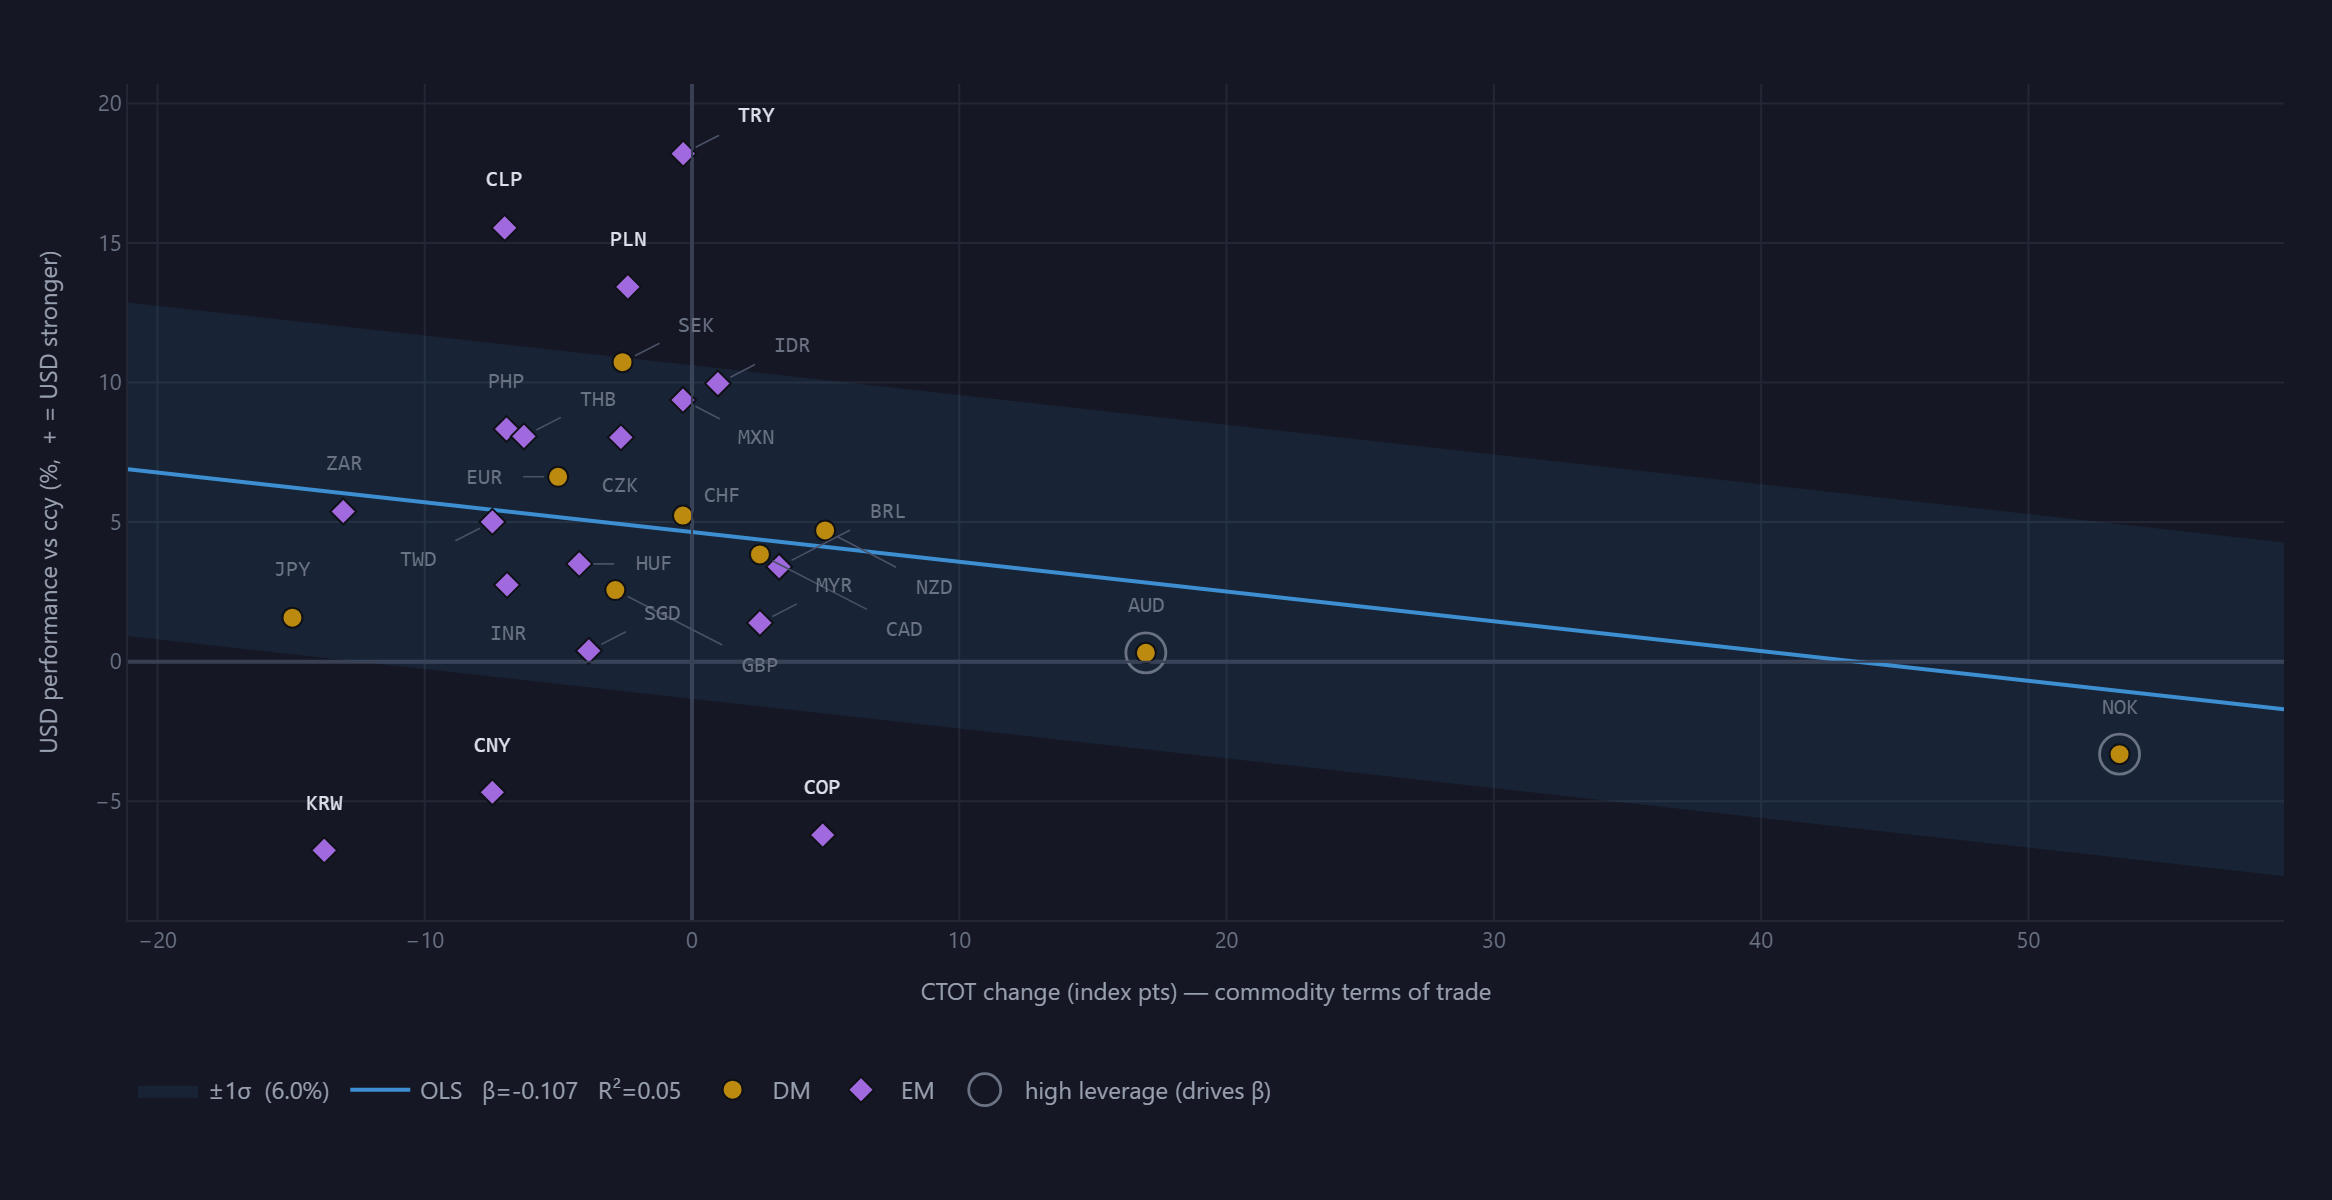 20
15
10
5
0
−5
USD performance vs ccy (%, + = USD stronger)
TRY
CLP
PLN
SEK
IDR
PHP
THB
MXN
ZAR
EUR
CZK
CHF
BRL
TWD
HUF
JPY
MYR
NZD
AUD
SGD
CAD
INR
GBP
NOK
CNY
COP
KRW
−20
−10
0
10
20
30
40
50
CTOT change (index pts) — commodity terms of trade
±1σ (6.0%) OLS β=-0.107 R²=0.05 DM EM high leverage (drives β)